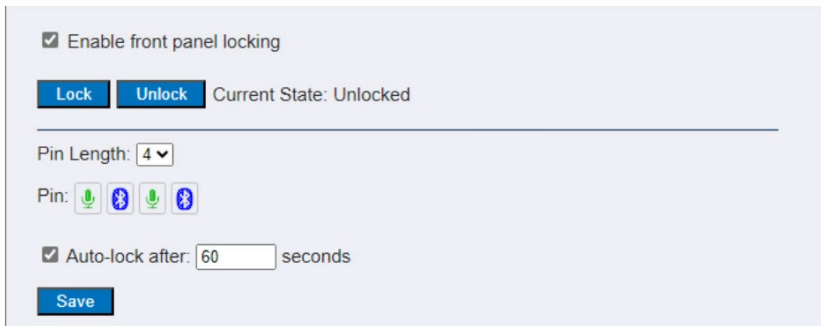 Enable front panel locking
Lock Unlock Current State: Unlocked
Pin Length: 4
Pin:
Auto-lock after: 60 seconds
Save